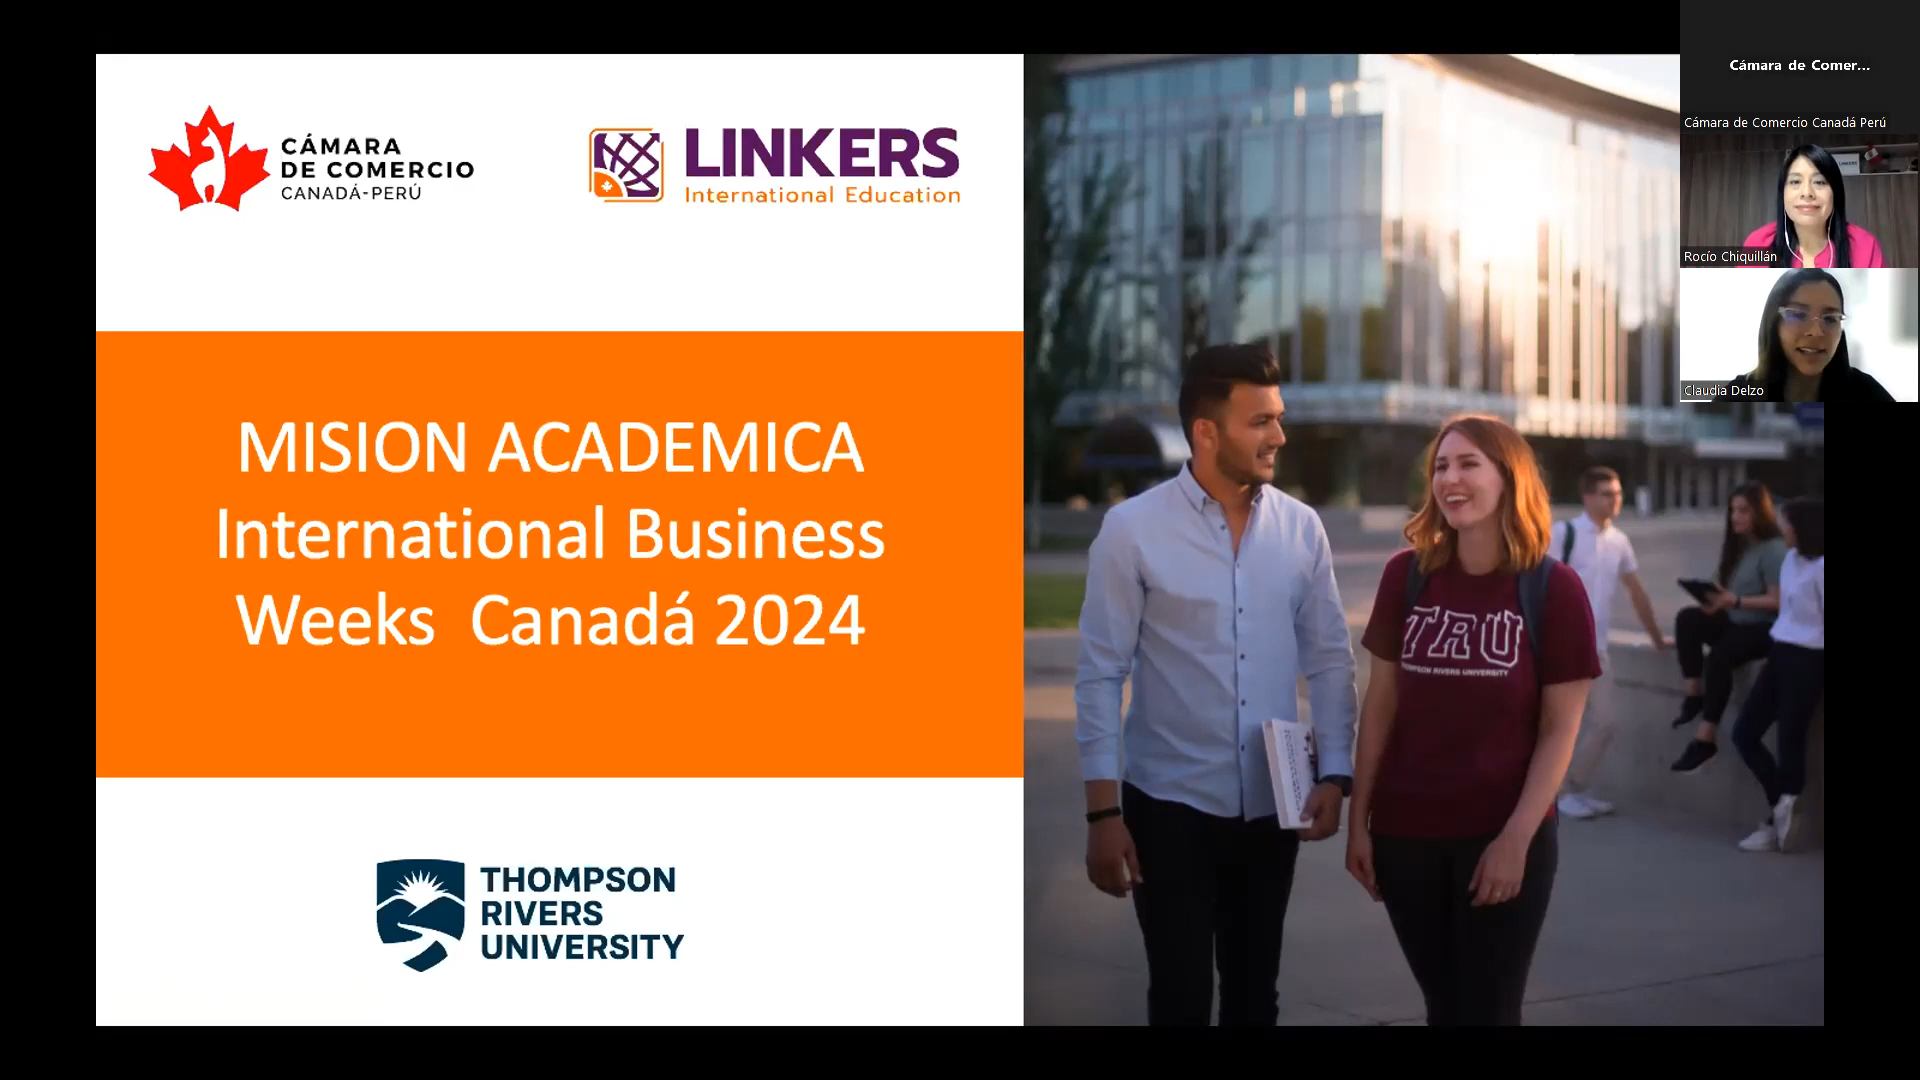 CÁMARA
DE COMERCIO
CANADÁ-PERÚ
LINKERS
International Education
MISION ACADEMICA
International Business
Weeks Canadá 2024
THOMPSON
RIVERS
UNIVERSITY
TRU
THOMPSON RIVERS UNIVERSITY
Cámara de Comer...
Cámara de Comercio Canadá Perú
Rocío Chiquillán
Claudia Delzo